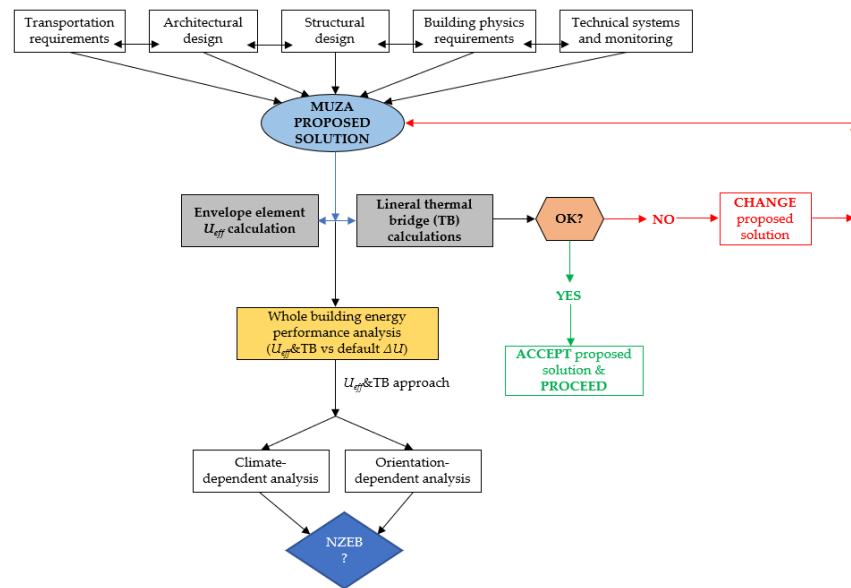 Transportation
requirements
Architectural
design
Structural
design
Building physics
requirements
Technical systems
and monitoring
MUZA
PROPOSED
SOLUTION
Envelope element
Ueff calculation
Lineral thermal
bridge (TB)
calculations
OK?
NO
CHANGE
proposed
solution
YES
ACCEPT proposed
solution &
PROCEED
Whole building energy
performance analysis
(Ueff&TB vs default ΔU)
Ueff&TB approach
Climate-
dependent analysis
Orientation-
dependent analysis
NZEB
?